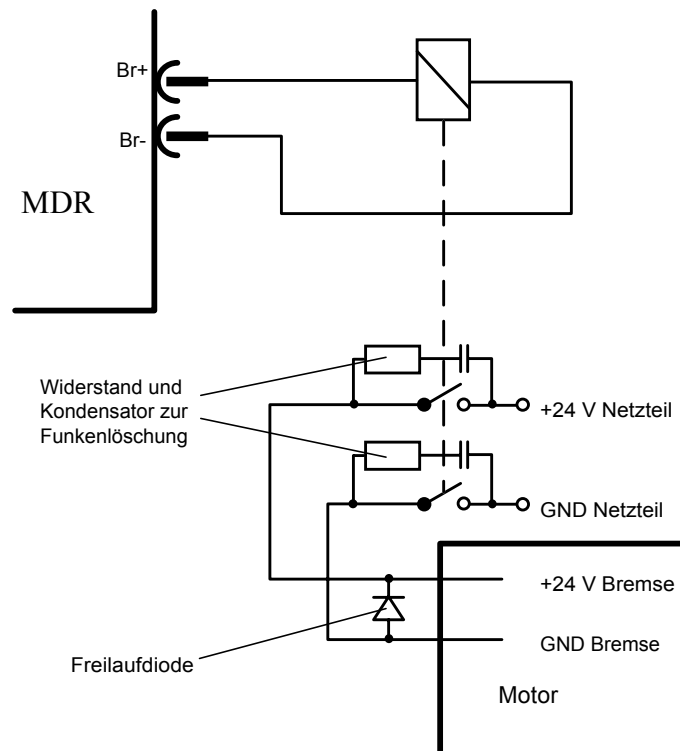 Br+
Br-
MDR
Widerstand und
Kondensator zur
Funkenlöschung
+24 V Netzteil
GND Netzteil
+24 V Bremse
GND Bremse
Freilaufdiode
Motor